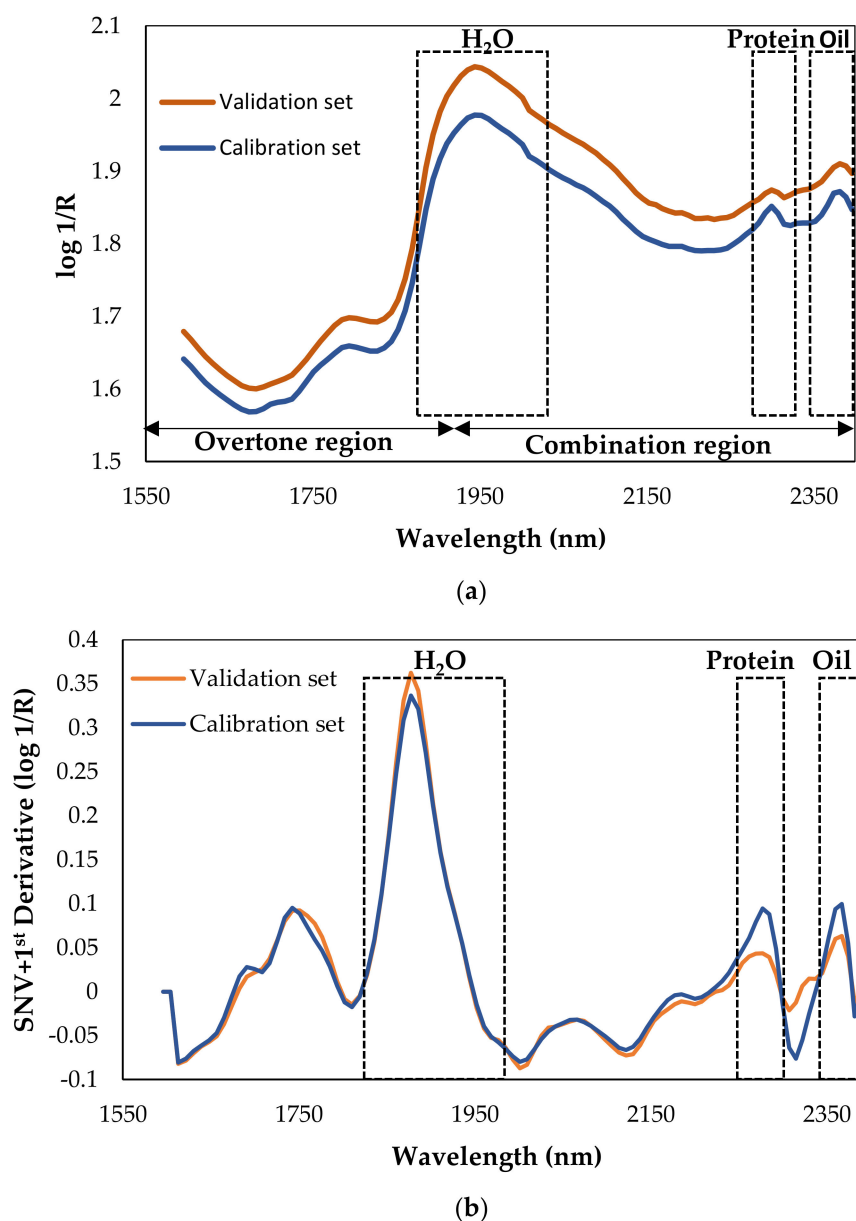 2.1
2
1.9
1.8
1.7
1.6
1.5
log 1/R
H₂O
Protein Oil
Validation set
Calibration set
Overtone region
Combination region
1550 1750 1950 2150 2350
Wavelength (nm)
(a)
0.4
0.35
0.3
0.25
0.2
0.15
0.1
0.05
0
-0.05
-0.1
SNV+1st Derivative (log 1/R)
H₂O
Protein Oil
Validation set
Calibration set
1550 1750 1950 2150 2350
Wavelength (nm)
(b)